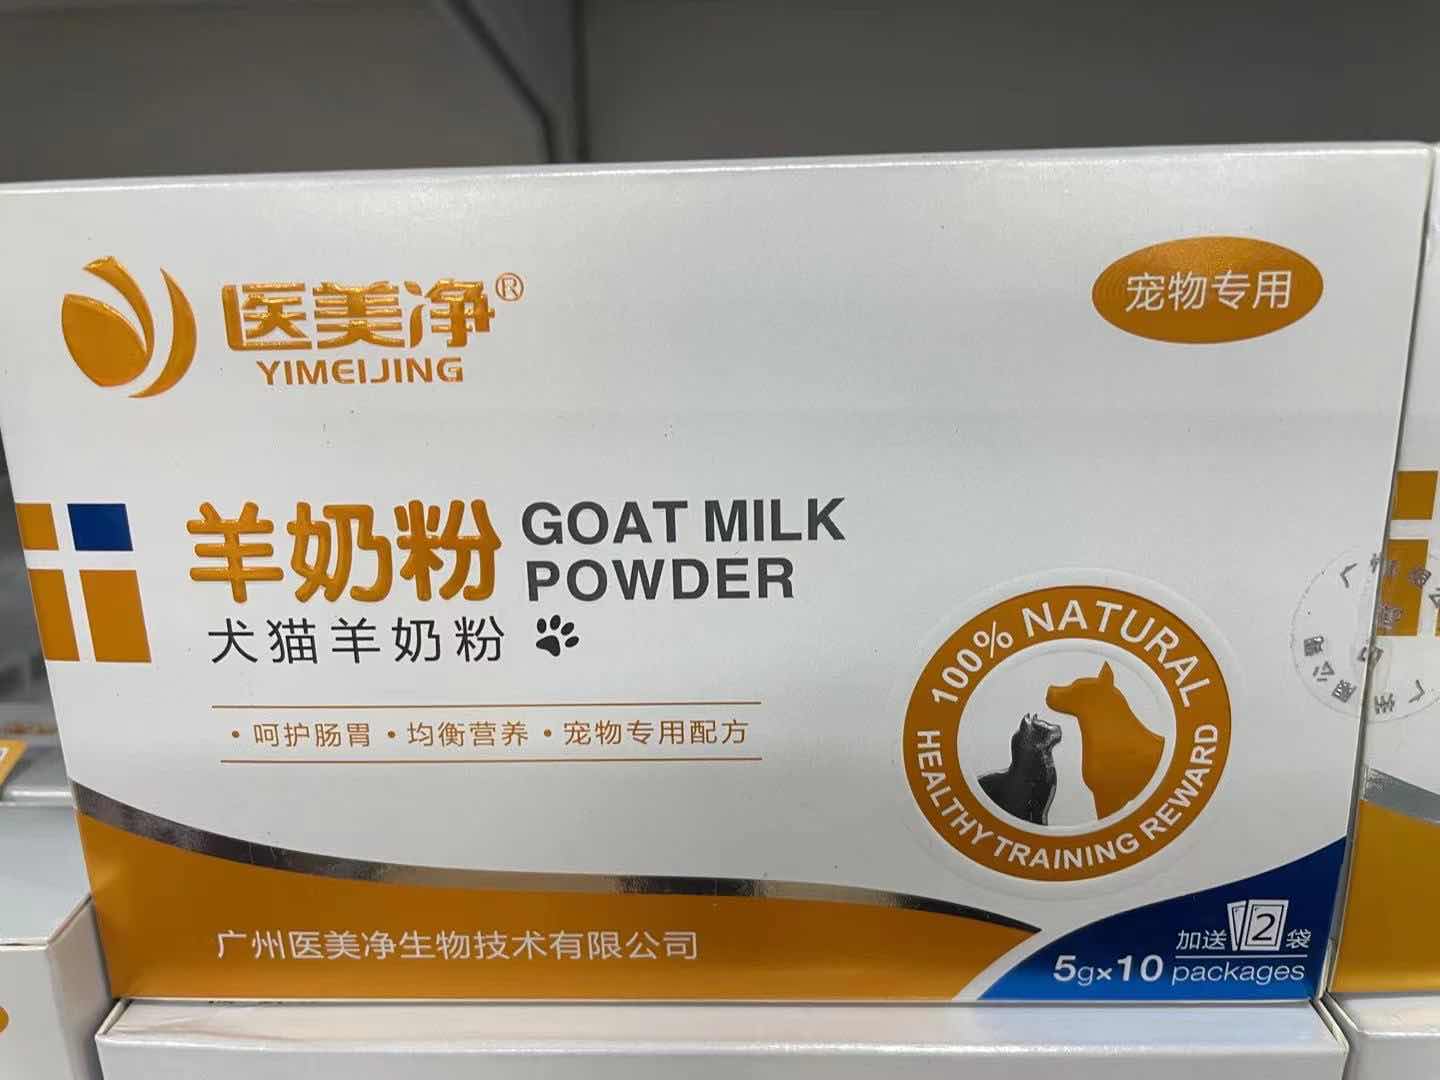 医美净®
YIMEIJING
宠物专用
羊奶粉
GOAT MILK
POWDER
犬猫羊奶粉
·呵护肠胃·均衡营养·宠物专用配方
100% NATURAL
HEALTHY TRAINING REWARD
广州医美净生物技术有限公司
加送2袋
5g×10 packages